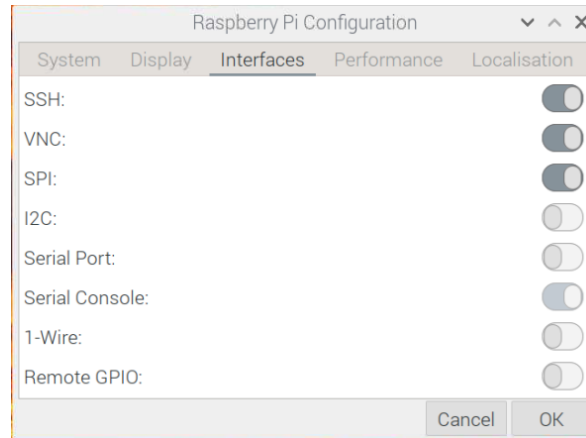 Raspberry Pi Configuration
System Display Interfaces Performance Localisation
SSH:
VNC:
SPI:
I2C:
Serial Port:
Serial Console:
1-Wire:
Remote GPIO:
Cancel OK